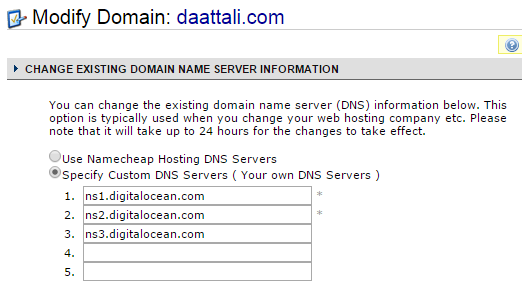 Modify Domain: daattali.com
?
CHANGE EXISTING DOMAIN NAME SERVER INFORMATION
You can change the existing domain name server (DNS) information below. This
option is typically used when you change your web hosting company etc. Please
note that it will take up to 24 hours for the changes to take effect.
Use Namecheap Hosting DNS Servers
Specify Custom DNS Servers ( Your own DNS Servers )
1. ns1.digitalocean.com *
2. ns2.digitalocean.com *
3. ns3.digitalocean.com
4.
5.